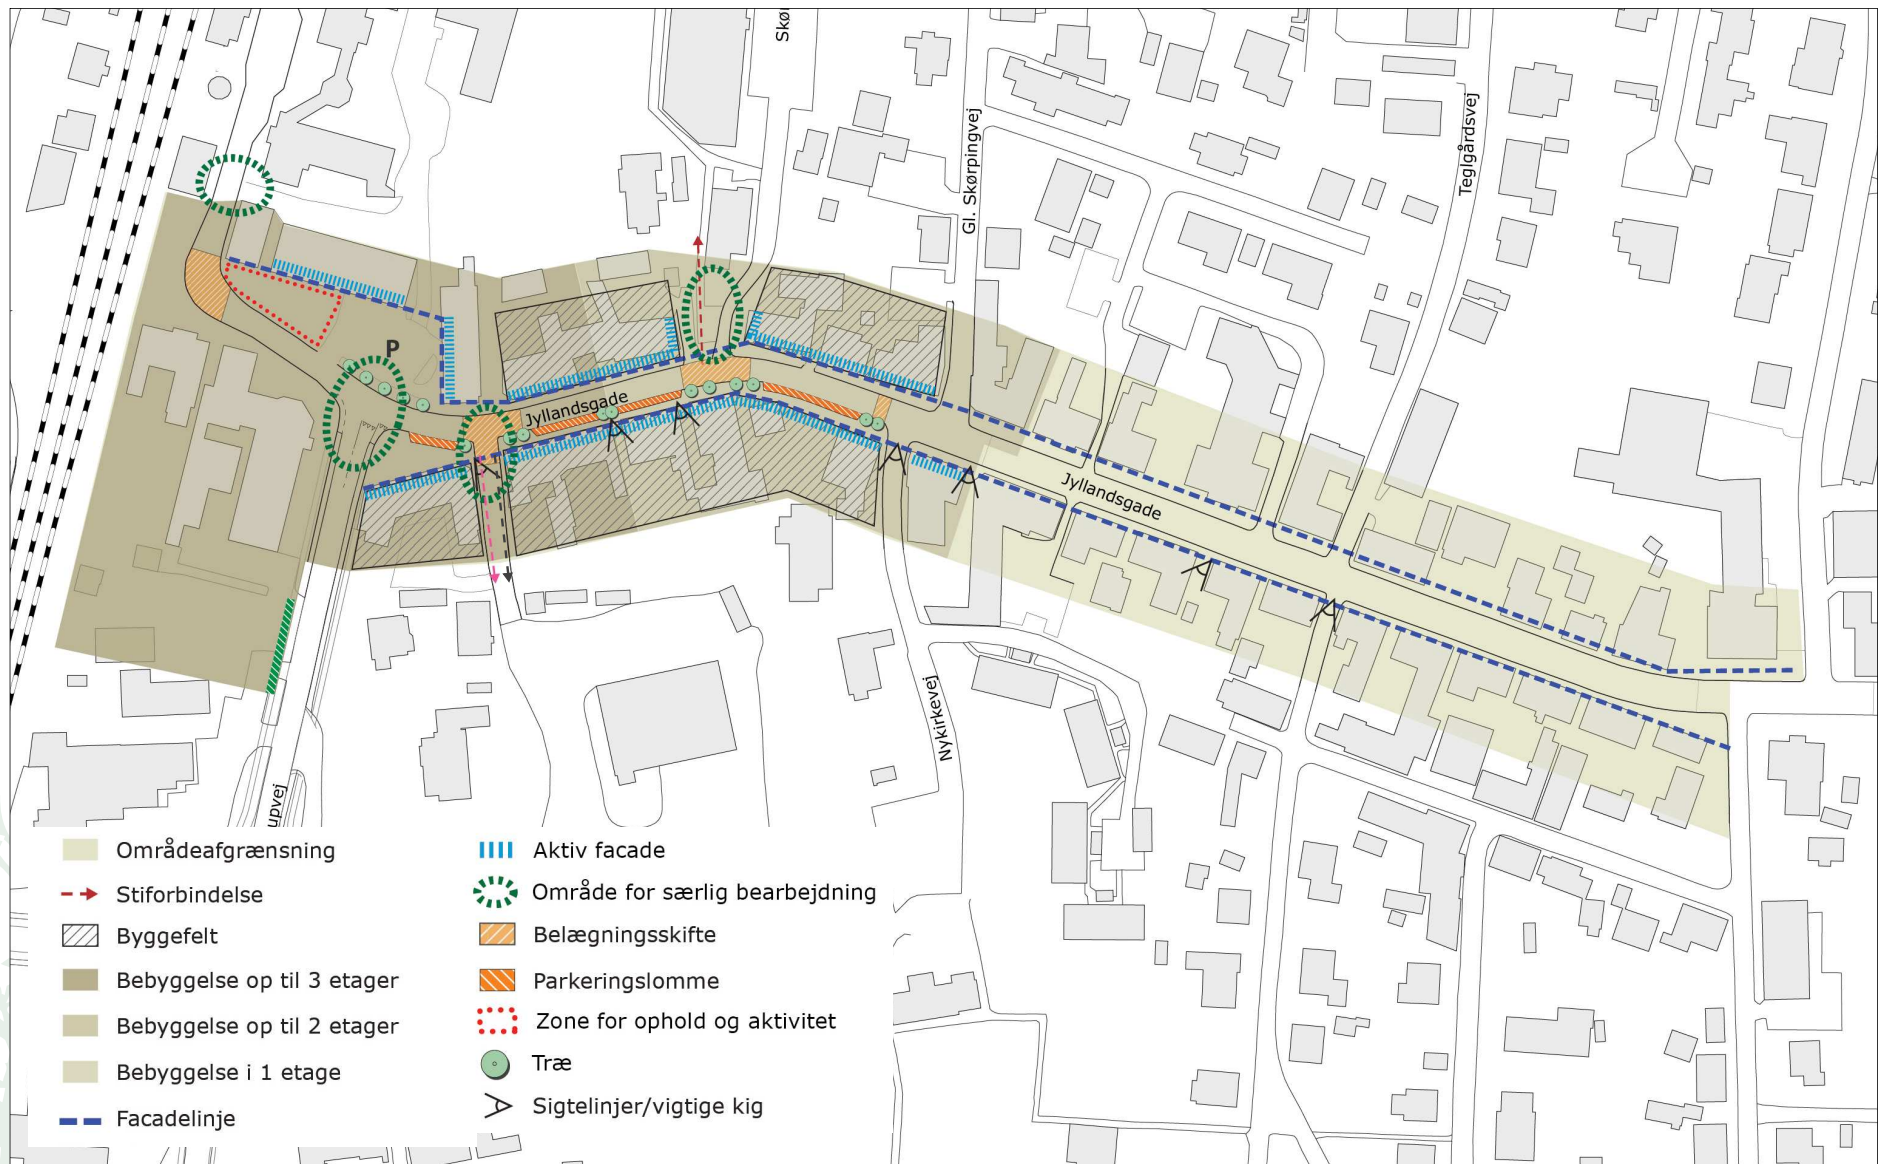 Gl. Skørpingvej
Teglgårdsvej
P
Jyllandsgade
Jyllandsgade
Nykirkevej
Områdeafgrænsning
Stiforbindelse
Byggefelt
Bebyggelse op til 3 etager
Bebyggelse op til 2 etager
Bebyggelse i 1 etage
Facadelinje
Aktiv facade
Område for særlig bearbejdning
Belægningsskifte
Parkeringslomme
Zone for ophold og aktivitet
Træ
Sigtelinjer/vigtige kig